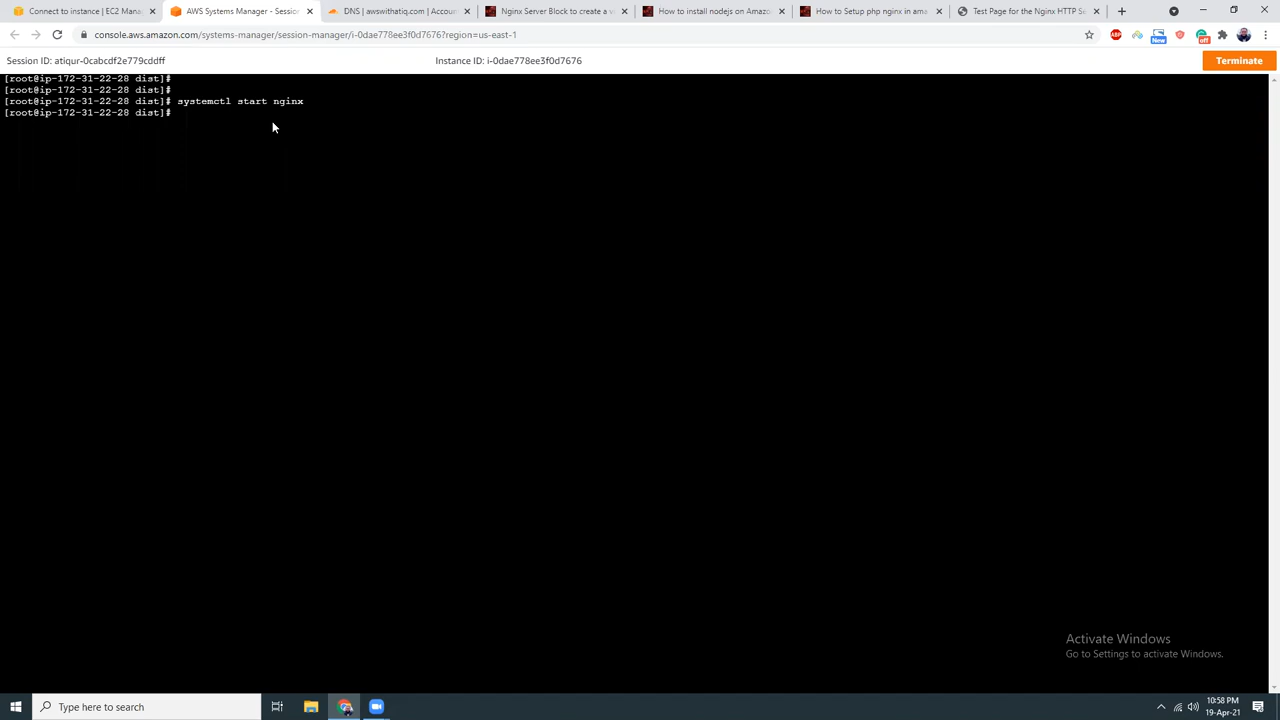 Connect to instance | EC2 Mana
AWS Systems Manager - Sessio
DNS | awswithatiq.com | Accoun
Nginx Server Block to create a v
How to install nodejs on Amazo
How to Setup php nginx in ama
Test Page for the Nginx HTTP Se
console.aws.amazon.com/systems-manager/session-manager/i-0dae778ee3f0d7676?region=us-east-1
ABP
New
off
Session ID: atiqur-0cabcdf2e779cddff
Instance ID: i-0dae778ee3f0d7676
Terminate
[root@ip-172-31-22-28 dist]#
[root@ip-172-31-22-28 dist]#
[root@ip-172-31-22-28 dist]# systemctl start nginx
[root@ip-172-31-22-28 dist]#
Activate Windows
Go to Settings to activate Windows.
Type here to search
10:58 PM
19-Apr-21